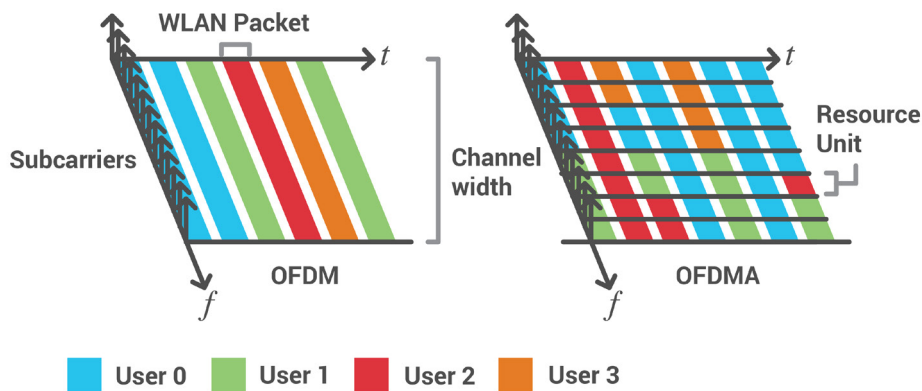 WLAN Packet
t
Subcarriers
Channel
width
f
OFDM
t
Resource
Unit
f
OFDMA
User 0
User 1
User 2
User 3